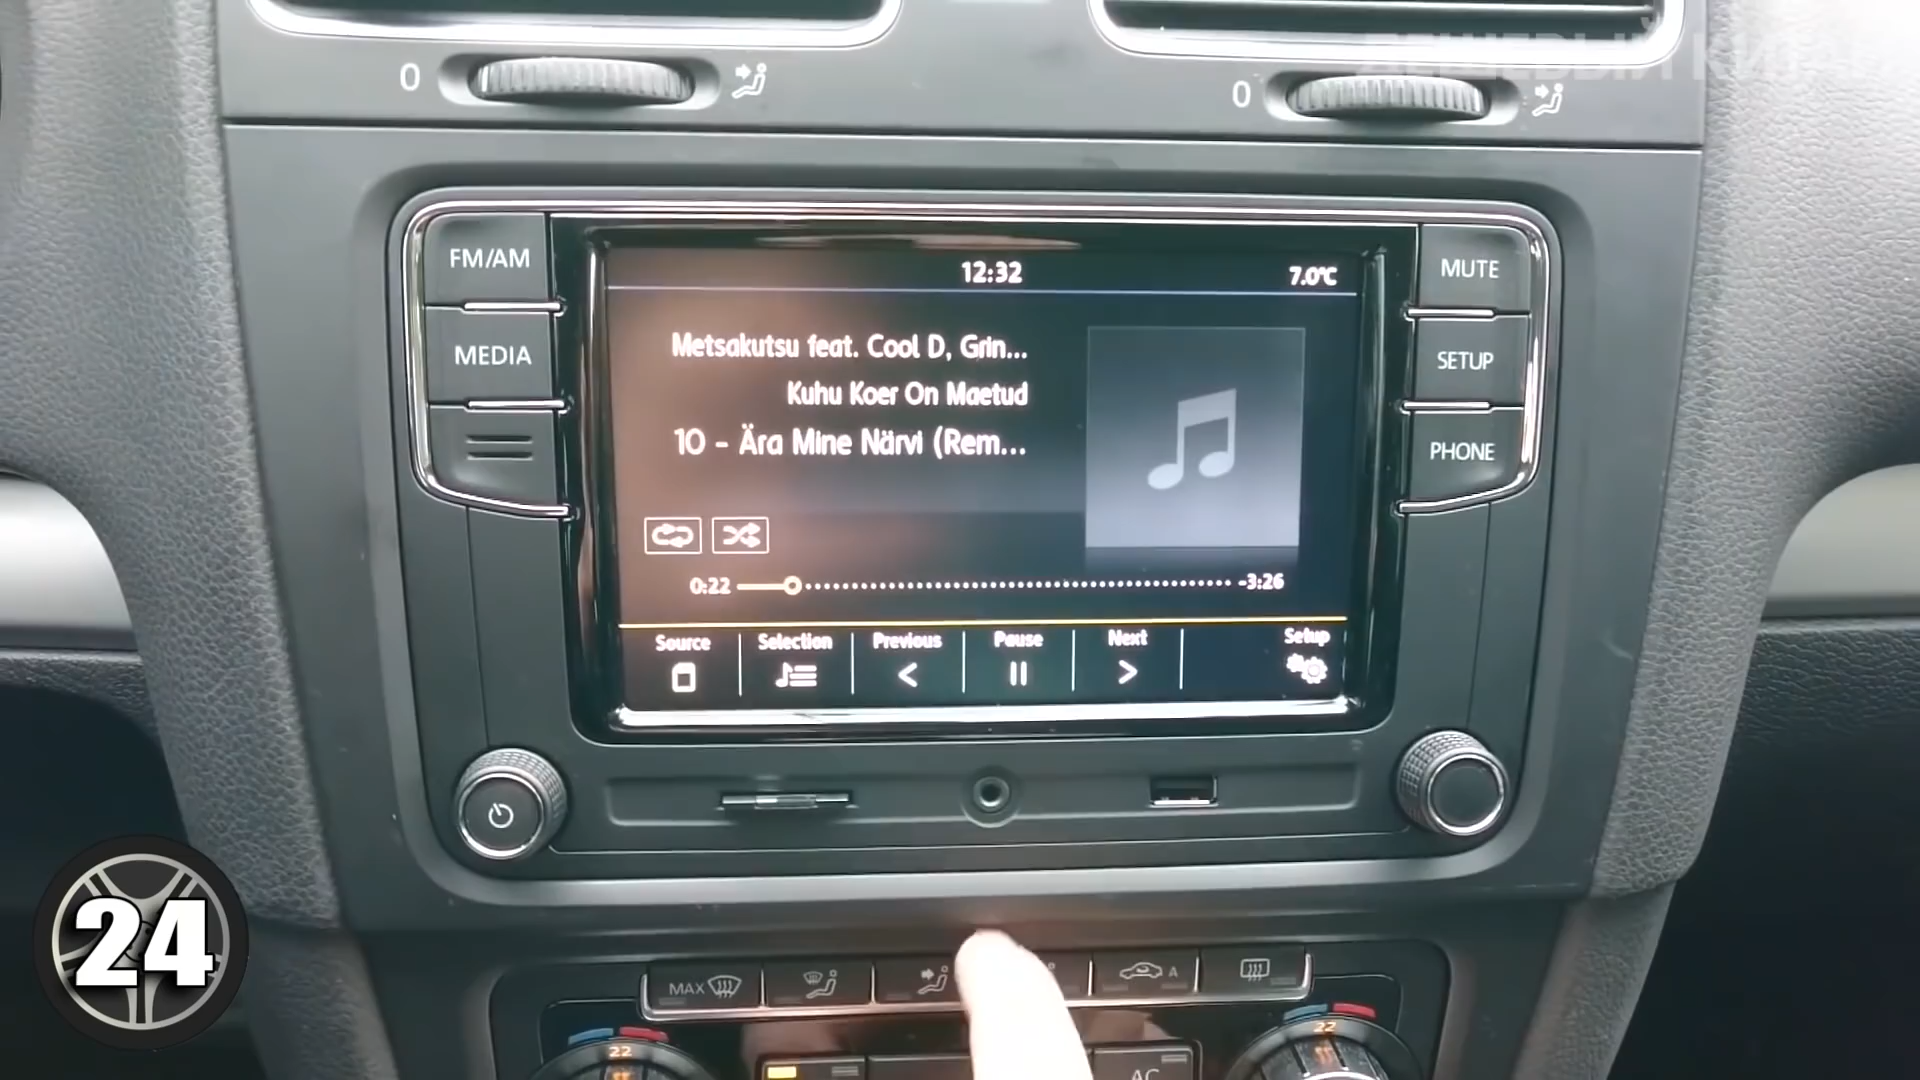 ДЕШЕВЫЙ КИТАЙ
0
0
FM/AM
MEDIA
MUTE
SETUP
PHONE
12:32
7.0°C
Metsakutsu feat. Cool D, Grin...
Kuhu Koer On Maetud
10 - Ära Mine Närvi (Rem...
0:22
-3:26
Source
Selection
Previous
Pause
Next
Setup
24
MAX
A
22
22
AC